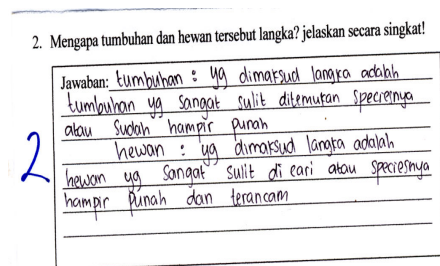 2. Mengapa tumbuhan dan hewan tersebut langka? jelaskan secara singkat!
Jawaban: tumbuhan : yg dimaksud langka adalah
tumbuhan yg sangat sulit ditemukan speciesnya
atau sudah hampir punah
hewan : yg dimaksud langka adalah
2
hewan yg sangat sulit di cari atau speciesnya
hampir punah dan terancam